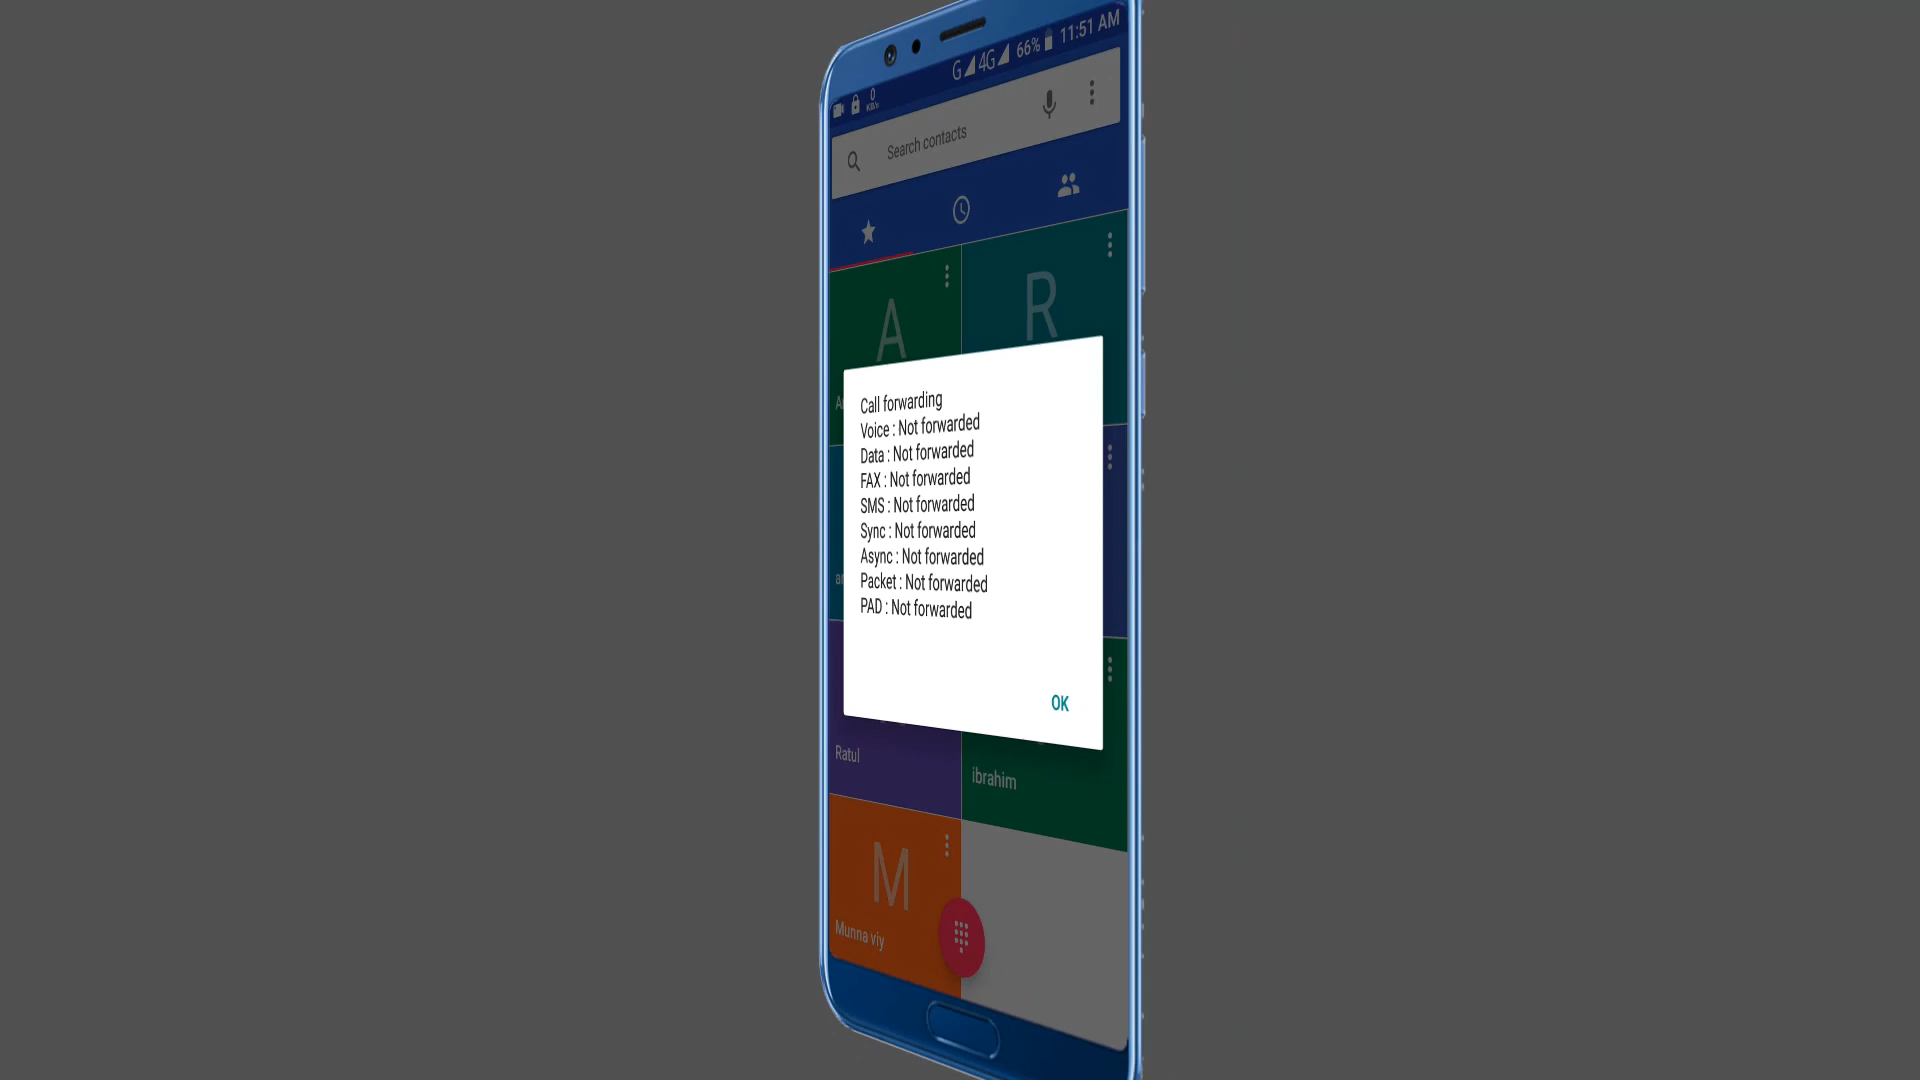 G 4G 66% 11:51 AM
0
KB/s
Search contacts
A
R
Call forwarding
Voice : Not forwarded
Data : Not forwarded
FAX : Not forwarded
SMS : Not forwarded
Sync : Not forwarded
Async : Not forwarded
Packet : Not forwarded
PAD : Not forwarded
OK
Ratul
ibrahim
M
Munna viy